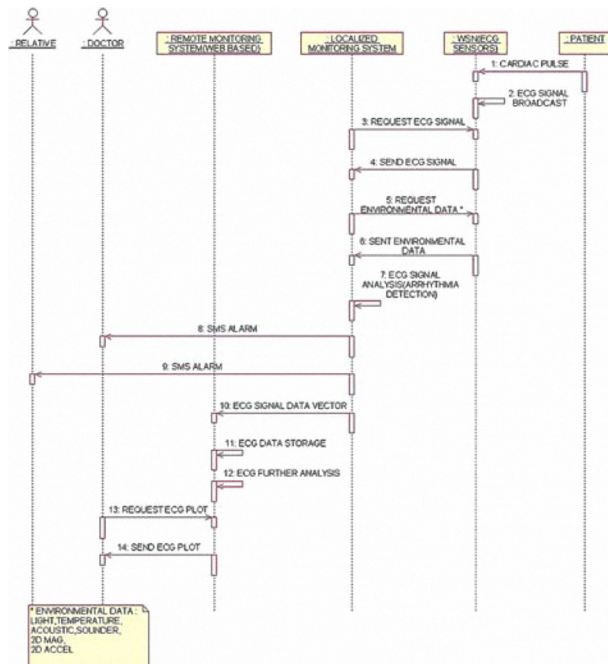 : RELATIVE
: DOCTOR
: REMOTE MONITORING
SYSTEM(WEB BASED)
: LOCALIZED
MONITORING SYSTEM
: WSN(ECG
SENSORS)
: PATIENT
1: CARDIAC PULSE
2: ECG SIGNAL
BROADCAST
3: REQUEST ECG SIGNAL
4: SEND ECG SIGNAL
5: REQUEST
ENVIRONMENTAL DATA *
6: SENT ENVIRONMENTAL
DATA
7: ECG SIGNAL
ANALYSIS(ARRHYTHMIA
DETECTION)
8: SMS ALARM
9: SMS ALARM
10: ECG SIGNAL DATA VECTOR
11: ECG DATA STORAGE
12: ECG FURTHER ANALYSIS
13: REQUEST ECG PLOT
14: SEND ECG PLOT
* ENVIRONMENTAL DATA :
LIGHT,TEMPERATURE,
ACOUSTIC,SOUNDER,
2D MAG,
2D ACCEL